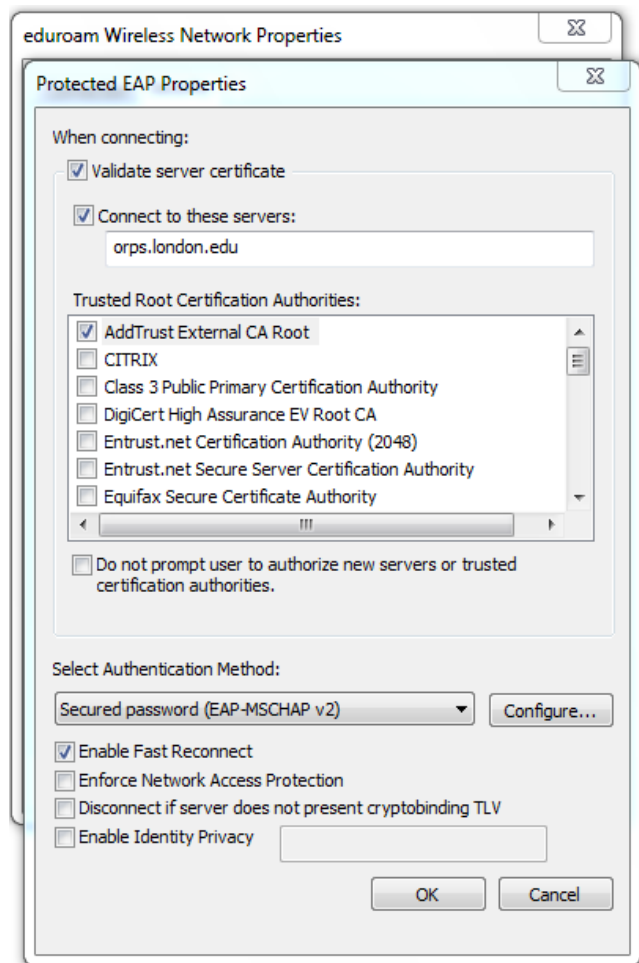 eduroam Wireless Network Properties
Protected EAP Properties
When connecting:
Validate server certificate
Connect to these servers:
orps.london.edu
Trusted Root Certification Authorities:
AddTrust External CA Root
CITRIX
Class 3 Public Primary Certification Authority
DigiCert High Assurance EV Root CA
Entrust.net Certification Authority (2048)
Entrust.net Secure Server Certification Authority
Equifax Secure Certificate Authority
Do not prompt user to authorize new servers or trusted
certification authorities.
Select Authentication Method:
Secured password (EAP-MSCHAP v2)
Configure...
Enable Fast Reconnect
Enforce Network Access Protection
Disconnect if server does not present cryptobinding TLV
Enable Identity Privacy
OK
Cancel